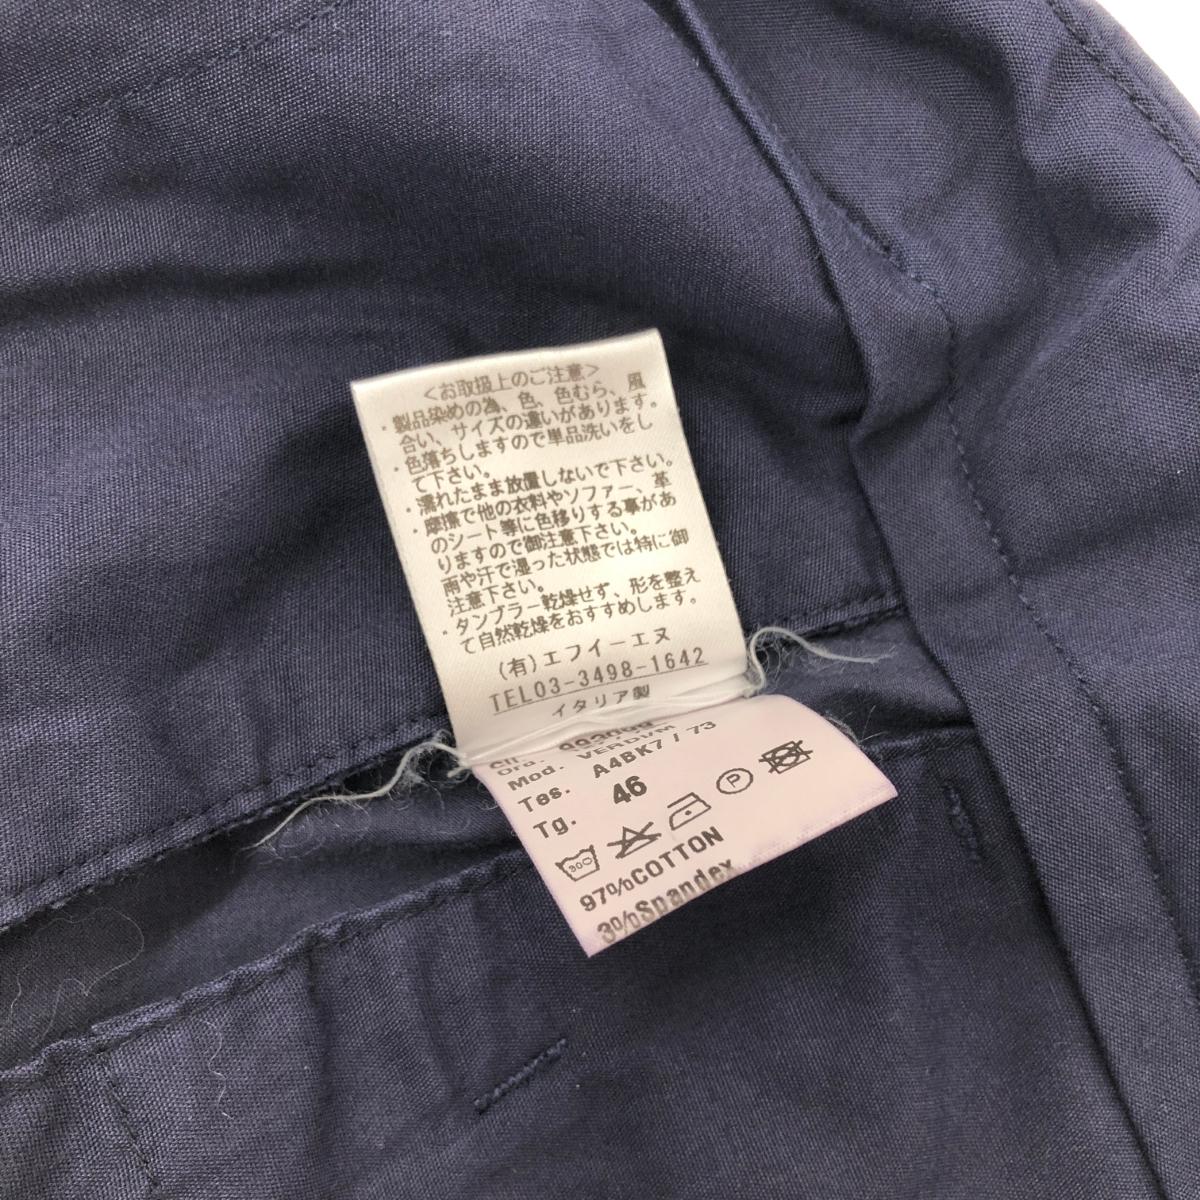 <お取扱上のご注意>
・製品染めの為、色、色むら、風
合い、サイズの違いがあります。
・色落ちしますので単品洗いをし
て下さい。
・濡れたまま放置しないで下さい。
・摩擦で他の衣料やソファー、革
のシート等に色移りする事があ
りますので御注意下さい。
雨や汗で湿った状態では特に御
注意下さい。
・タンブラー乾燥せず、形を整え
て自然乾燥をおすすめします。
(有)エフイーエヌ
TEL03-3498-1642
イタリア製
Cli.
Ord.
Mod. VERDI/M
Tes. A4BK7/73
Tg. 46
30 P
97%COTTON
3%Spandex